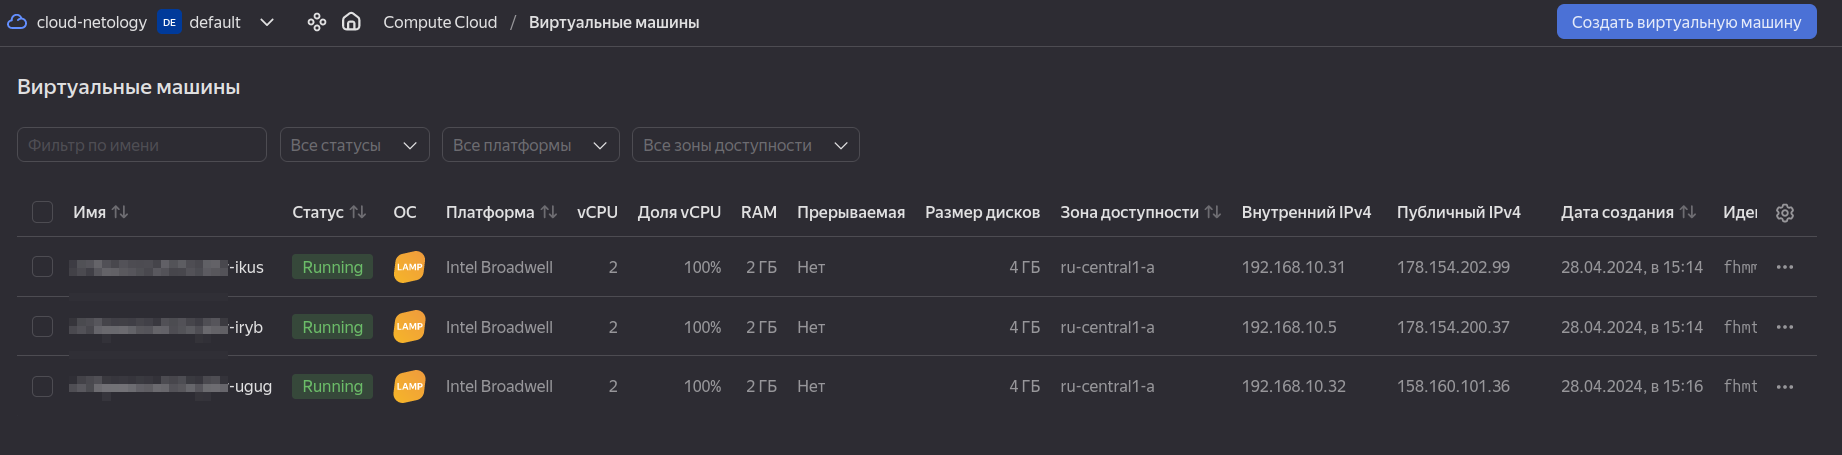 cloud-netology DE default Compute Cloud / Виртуальные машины Создать виртуальную машину
Виртуальные машины
Фильтр по имени Все статусы Все платформы Все зоны доступности
Имя Статус ОС Платформа vCPU Доля vCPU RAM Прерываемая Размер дисков Зона доступности Внутренний IPv4 Публичный IPv4 Дата создания Иден
-ikus Running LAMP Intel Broadwell 2 100% 2 ГБ Нет 4 ГБ ru-central1-a 192.168.10.31 178.154.202.99 28.04.2024, в 15:14 fhmm
-iryb Running LAMP Intel Broadwell 2 100% 2 ГБ Нет 4 ГБ ru-central1-a 192.168.10.5 178.154.200.37 28.04.2024, в 15:14 fhmt
-ugug Running LAMP Intel Broadwell 2 100% 2 ГБ Нет 4 ГБ ru-central1-a 192.168.10.32 158.160.101.36 28.04.2024, в 15:16 fhmt